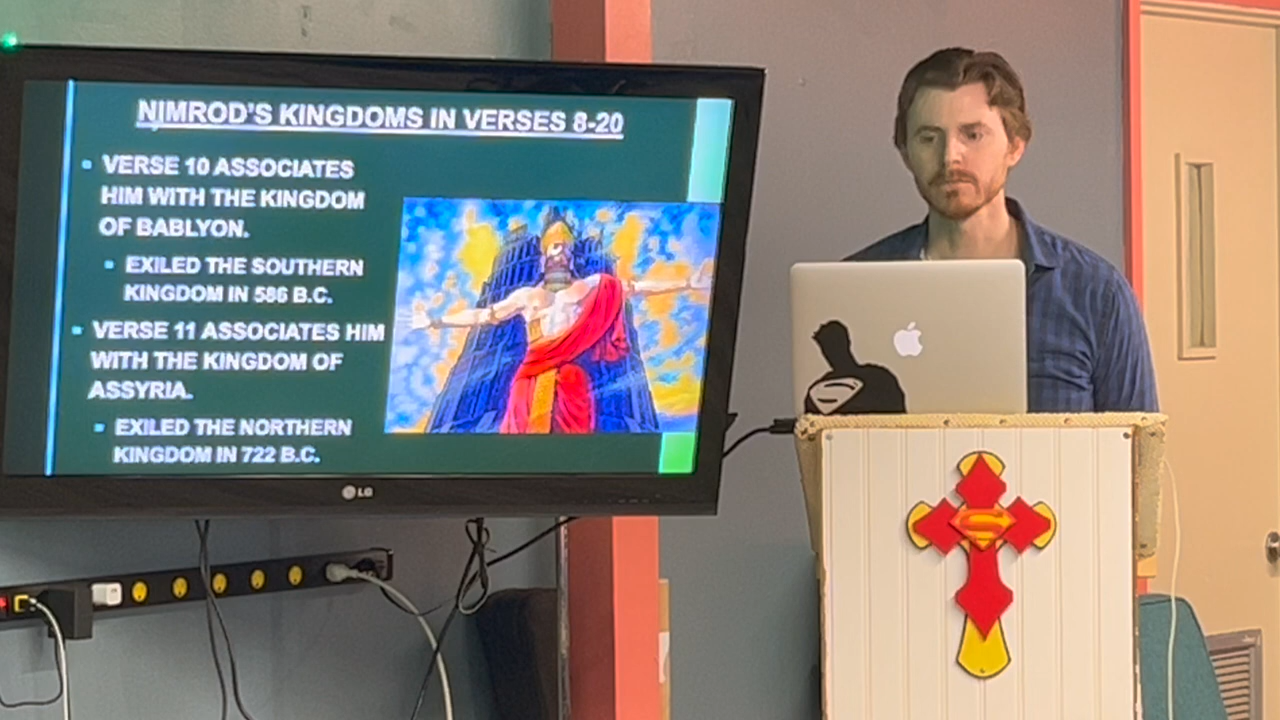 NIMROD'S KINGDOMS IN VERSES 8-20
▪ VERSE 10 ASSOCIATES
HIM WITH THE KINGDOM
OF BABLYON.
▪ EXILED THE SOUTHERN
KINGDOM IN 586 B.C.
▪ VERSE 11 ASSOCIATES HIM
WITH THE KINGDOM OF
ASSYRIA.
▪ EXILED THE NORTHERN
KINGDOM IN 722 B.C.
LG
S
S